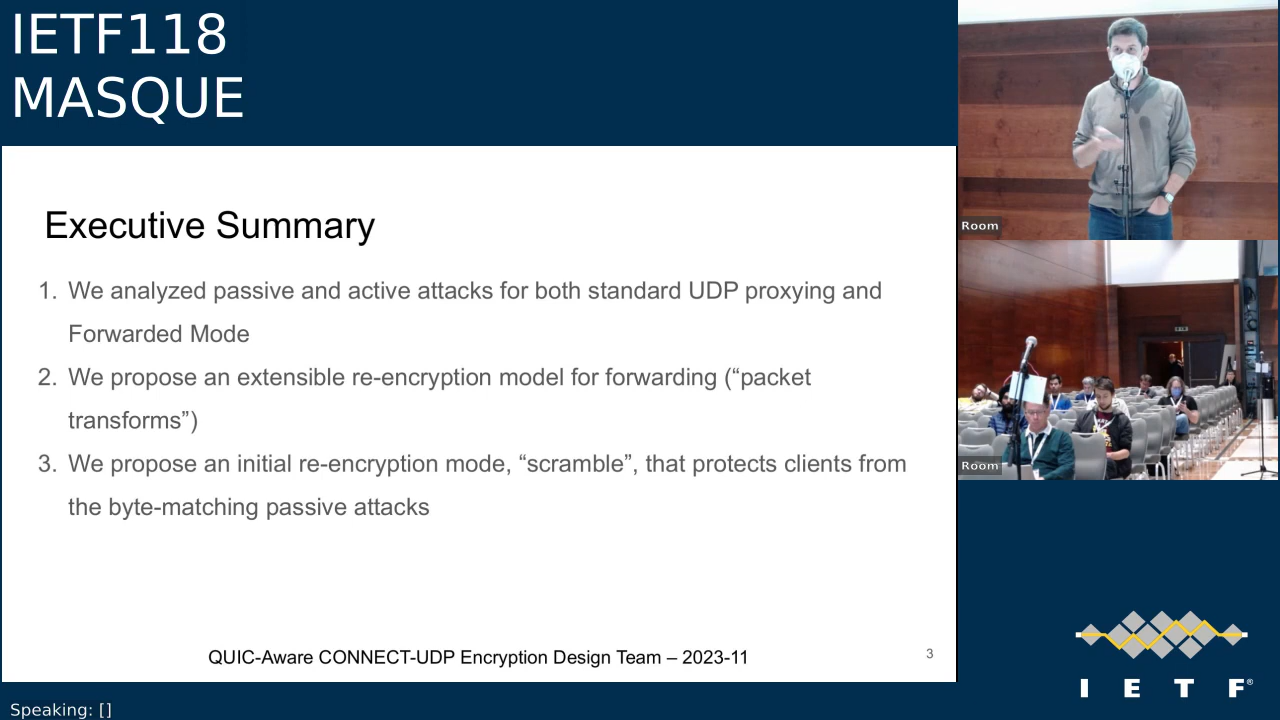 IETF118
MASQUE
Executive Summary
1. We analyzed passive and active attacks for both standard UDP proxying and
Forwarded Mode
2. We propose an extensible re-encryption model for forwarding (“packet
transforms”)
3. We propose an initial re-encryption mode, “scramble”, that protects clients from
the byte-matching passive attacks
QUIC-Aware CONNECT-UDP Encryption Design Team – 2023-11
3
Room
Room
I E T F®
Speaking: []